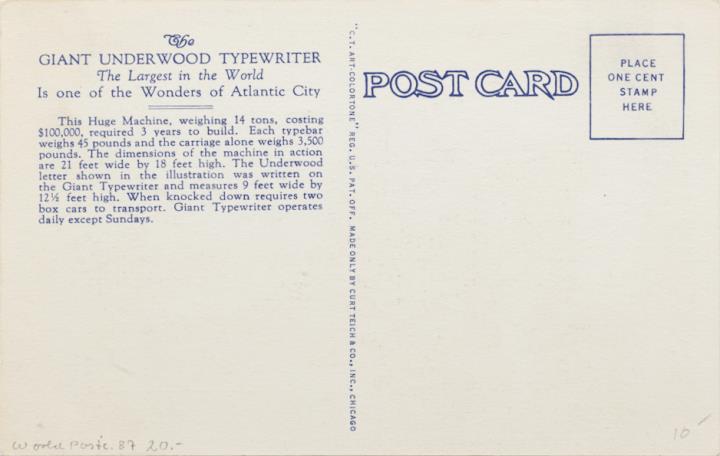 The
GIANT UNDERWOOD TYPEWRITER
The Largest in the World
Is one of the Wonders of Atlantic City
This Huge Machine, weighing 14 tons, costing
$100,000, required 3 years to build. Each typebar
weighs 45 pounds and the carriage alone weighs 3,500
pounds. The dimensions of the machine in action
are 21 feet wide by 18 feet high. The Underwood
letter shown in the illustration was written on
the Giant Typewriter and measures 9 feet wide by
12½ feet high. When knocked down requires two
box cars to transport. Giant Typewriter operates
daily except Sundays.
"C. T. ART-COLORTONE" REG. U. S. PAT. OFF. MADE ONLY BY CURT TEICH & CO., INC., CHICAGO
POST CARD
PLACE
ONE CENT
STAMP
HERE
World 87 20.-
10